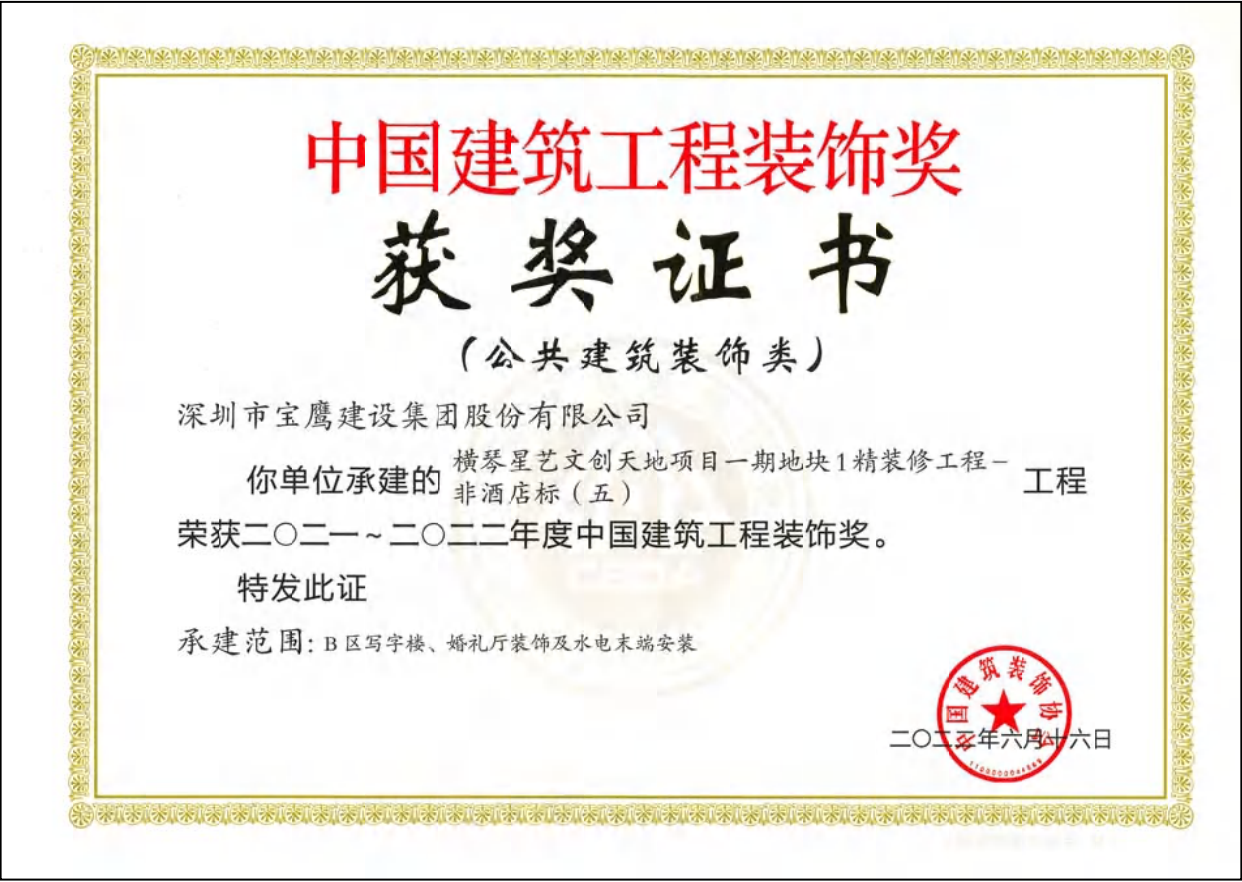 中国建筑工程装饰奖
获奖证书
(公共建筑装饰类)
深圳市宝鹰建设集团股份有限公司
你单位承建的 横琴星艺文创天地项目一期地块1精装修工程-
非酒店标(五) 工程
荣获二〇二一~二〇二二年度中国建筑工程装饰奖。
特发此证
承建范围: B区写字楼、婚礼厅装饰及水电末端安装
中国建筑装饰协会
年六月十六日